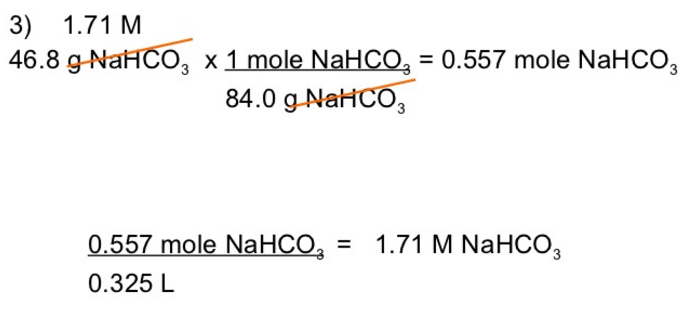 3) 1.71 M
46.8 g NaHCO₃ x 1 mole NaHCO₃ = 0.557 mole NaHCO₃
84.0 g NaHCO₃
0.557 mole NaHCO₃ = 1.71 M NaHCO₃
0.325 L